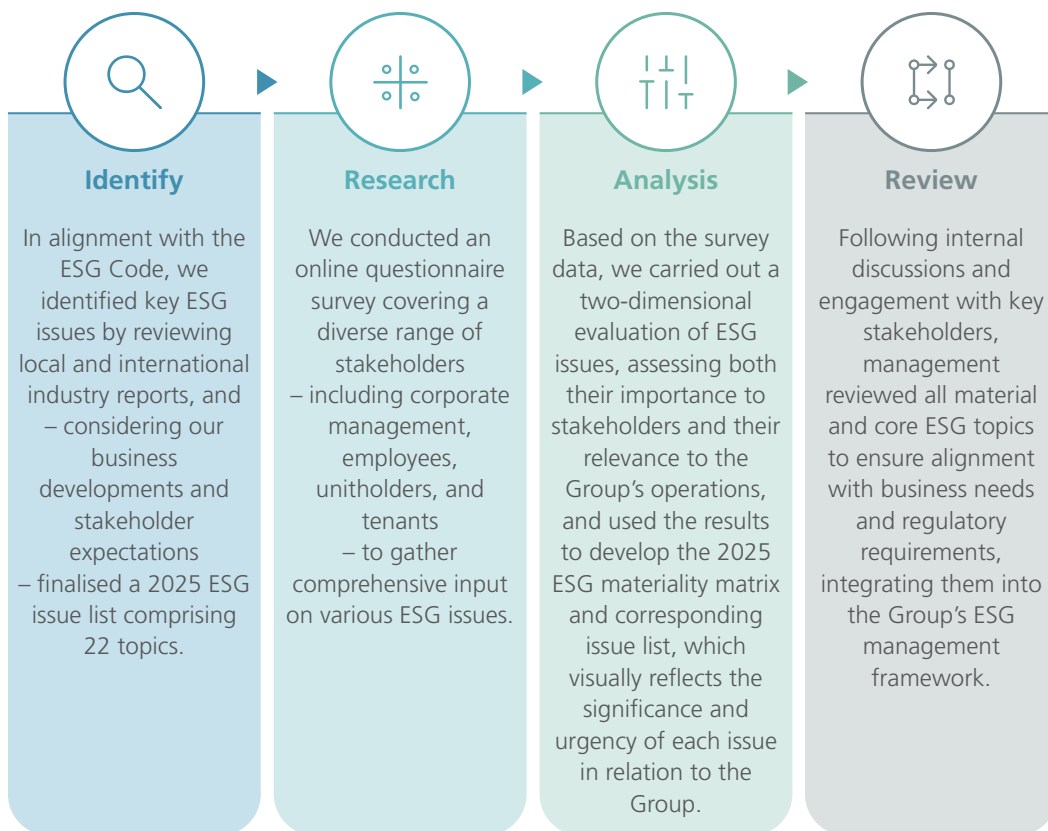 Identify
In alignment with the
ESG Code, we
identified key ESG
issues by reviewing
local and international
industry reports, and
– considering our
business
developments and
stakeholder
expectations
– finalised a 2025 ESG
issue list comprising
22 topics.
Research
We conducted an
online questionnaire
survey covering a
diverse range of
stakeholders
– including corporate
management,
employees,
unitholders, and
tenants
– to gather
comprehensive input
on various ESG issues.
Analysis
Based on the survey
data, we carried out a
two-dimensional
evaluation of ESG
issues, assessing both
their importance to
stakeholders and their
relevance to the
Group’s operations,
and used the results
to develop the 2025
ESG materiality matrix
and corresponding
issue list, which
visually reflects the
significance and
urgency of each issue
in relation to the
Group.
Review
Following internal
discussions and
engagement with key
stakeholders,
management
reviewed all material
and core ESG topics
to ensure alignment
with business needs
and regulatory
requirements,
integrating them into
the Group’s ESG
management
framework.